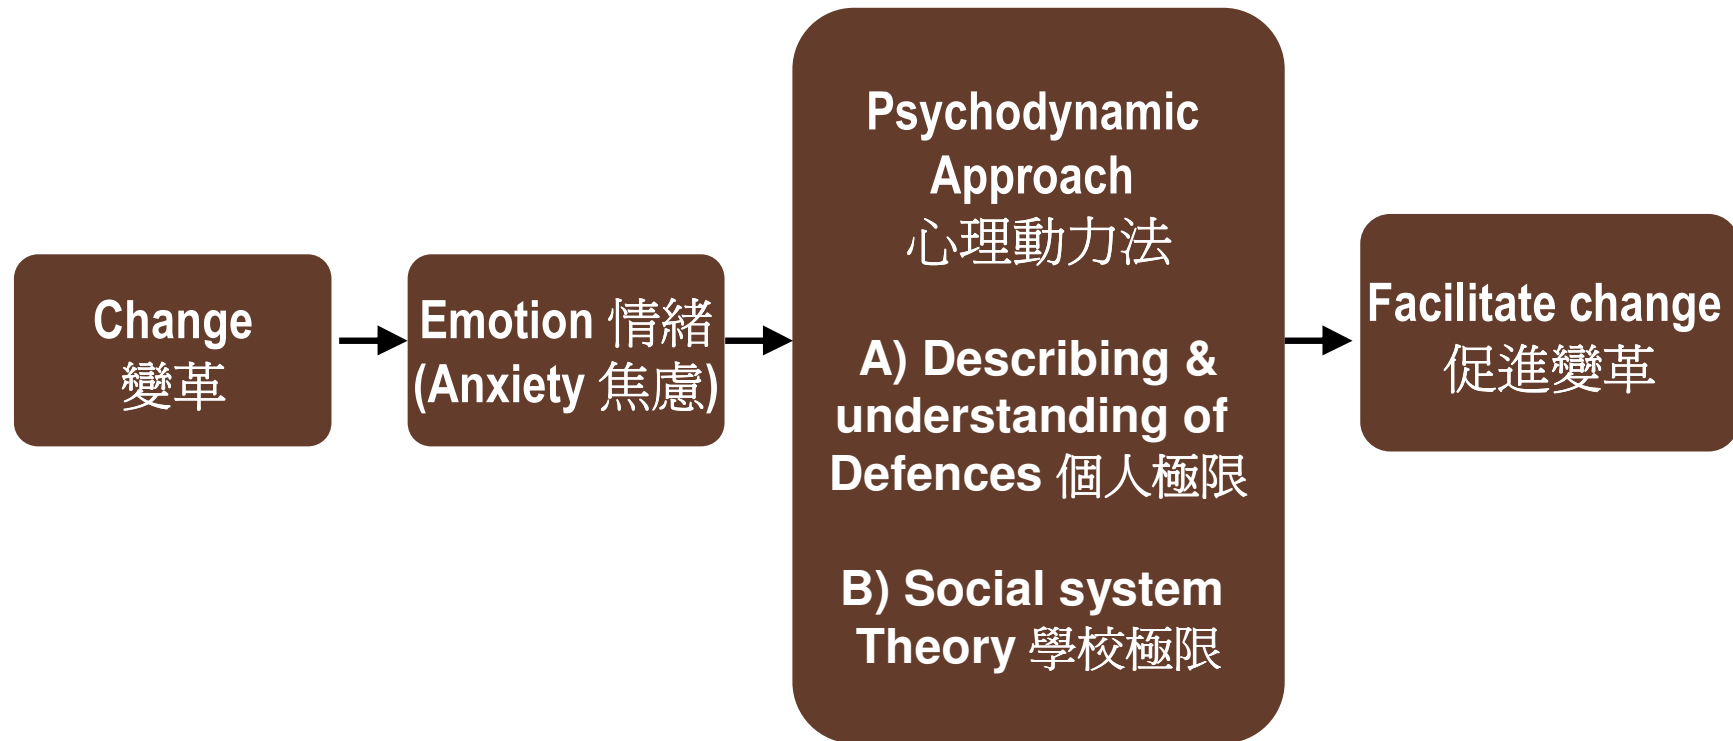 Change
變革
Emotion 情緒
(Anxiety 焦慮)
Psychodynamic
Approach
心理動力法
A) Describing &
understanding of
Defences 個人極限
B) Social system
Theory 學校極限
Facilitate change
促進變革